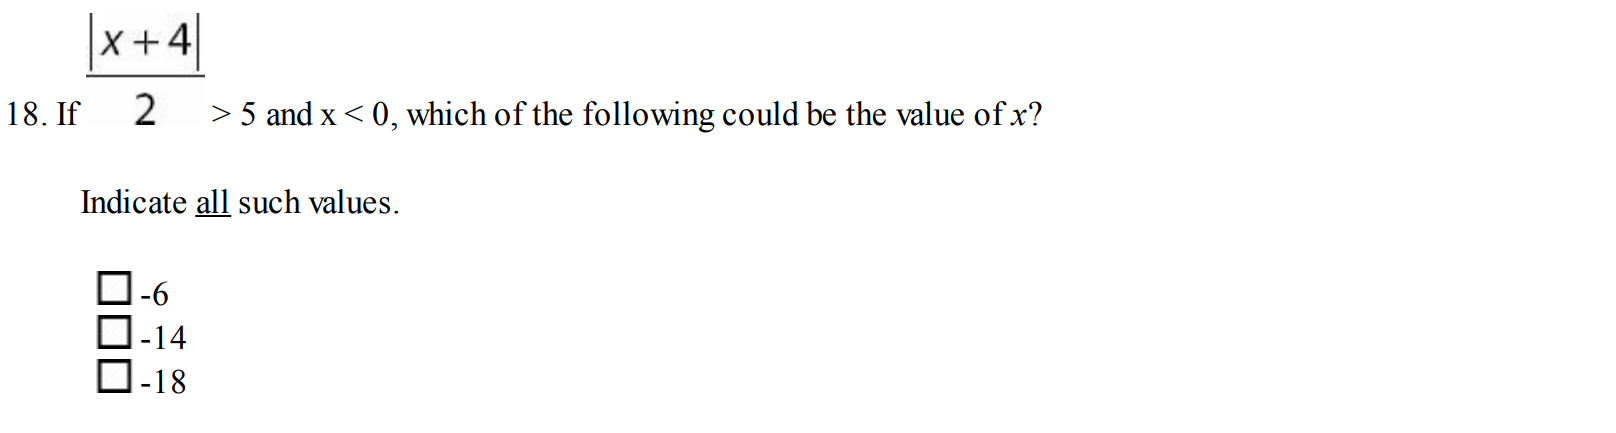 |x + 4|
18. If 2 > 5 and x < 0, which of the following could be the value of x?
Indicate all such values.
-6
-14
-18